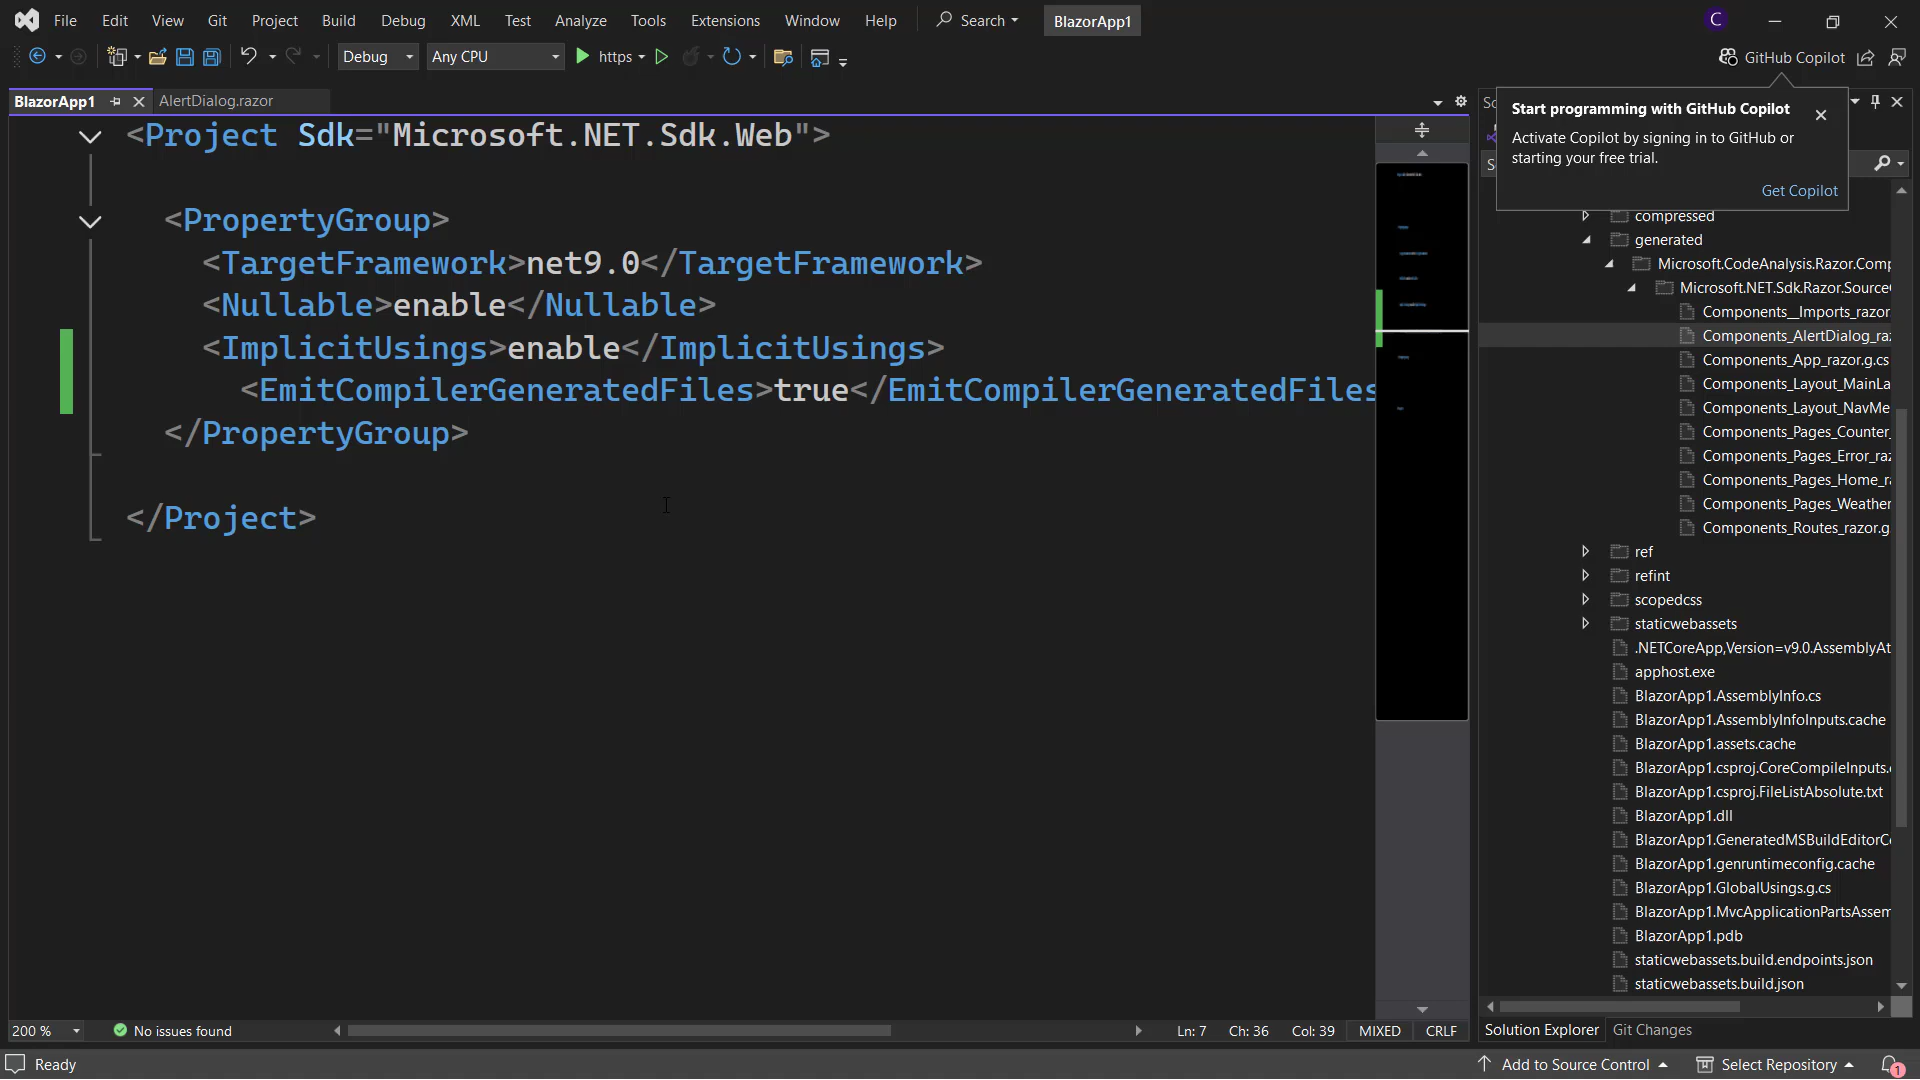 File Edit View Git Project Build Debug XML Test Analyze Tools Extensions Window Help Search BlazorApp1 C
Debug Any CPU https GitHub Copilot
BlazorApp1 AlertDialog.razor
Start programming with GitHub Copilot
Activate Copilot by signing in to GitHub or
starting your free trial.
Get Copilot
<Project Sdk="Microsoft.NET.Sdk.Web">
<PropertyGroup>
<TargetFramework>net9.0</TargetFramework>
<Nullable>enable</Nullable>
<ImplicitUsings>enable</ImplicitUsings>
<EmitCompilerGeneratedFiles>true</EmitCompilerGeneratedFiles
</PropertyGroup>
</Project>
compressed
generated
Microsoft.CodeAnalysis.Razor.Comp
Microsoft.NET.Sdk.Razor.Source
Components__Imports_razor
Components_AlertDialog_raz
Components_App_razor.g.cs
Components_Layout_MainLa
Components_Layout_NavMe
Components_Pages_Counter_
Components_Pages_Error_raz
Components_Pages_Home_ra
Components_Pages_Weather
Components_Routes_razor.g
ref
refint
scopedcss
staticwebassets
.NETCoreApp,Version=v9.0.AssemblyAt
apphost.exe
BlazorApp1.AssemblyInfo.cs
BlazorApp1.AssemblyInfoInputs.cache
BlazorApp1.assets.cache
BlazorApp1.csproj.CoreCompileInputs.
BlazorApp1.csproj.FileListAbsolute.txt
BlazorApp1.dll
BlazorApp1.GeneratedMSBuildEditorCo
BlazorApp1.genruntimeconfig.cache
BlazorApp1.GlobalUsings.g.cs
BlazorApp1.MvcApplicationPartsAssem
BlazorApp1.pdb
staticwebassets.build.endpoints.json
staticwebassets.build.json
200 % No issues found Ln: 7 Ch: 36 Col: 39 MIXED CRLF
Solution Explorer Git Changes
Ready Add to Source Control Select Repository 1